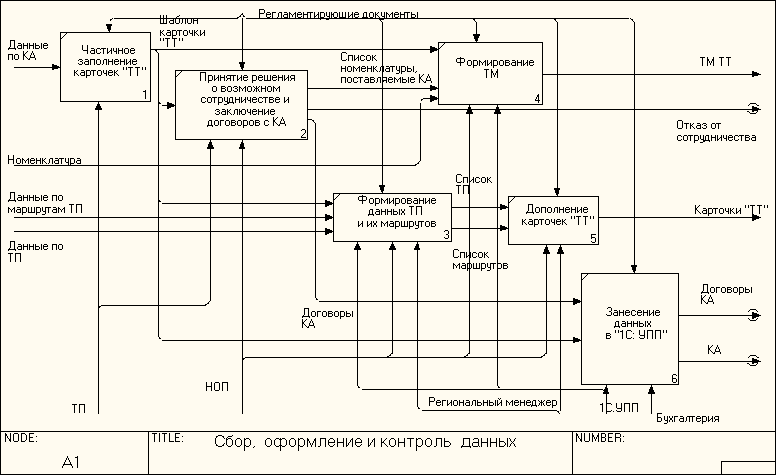 Регламентирующие документы
Шаблон
карточки
"ТТ"
Данные
по КА
Частичное
заполнение
карточек "ТТ"
1
Принятие решения
о возможном
сотрудничестве и
заключение
договоров с КА
2
Список
номенклатуры,
поставляемые КА
Формирование
ТМ
4
ТМ ТТ
Отказ от
сотрудничества
Номенклатура
Данные по
маршрутам ТП
Данные по
ТП
Формирование
данных ТП
и их маршрутов
3
Список
ТП
Список
маршрутов
Дополнение
карточек "ТТ"
5
Карточки "ТТ"
Договоры
КА
Занесение
данных
в "1С: УПП"
6
Договоры
КА
КА
ТП
НОП
Региональный менеджер
1С.УПП
Бухгалтерия
NODE:
A1
TITLE:
Сбор, оформление и контроль данных
NUMBER: